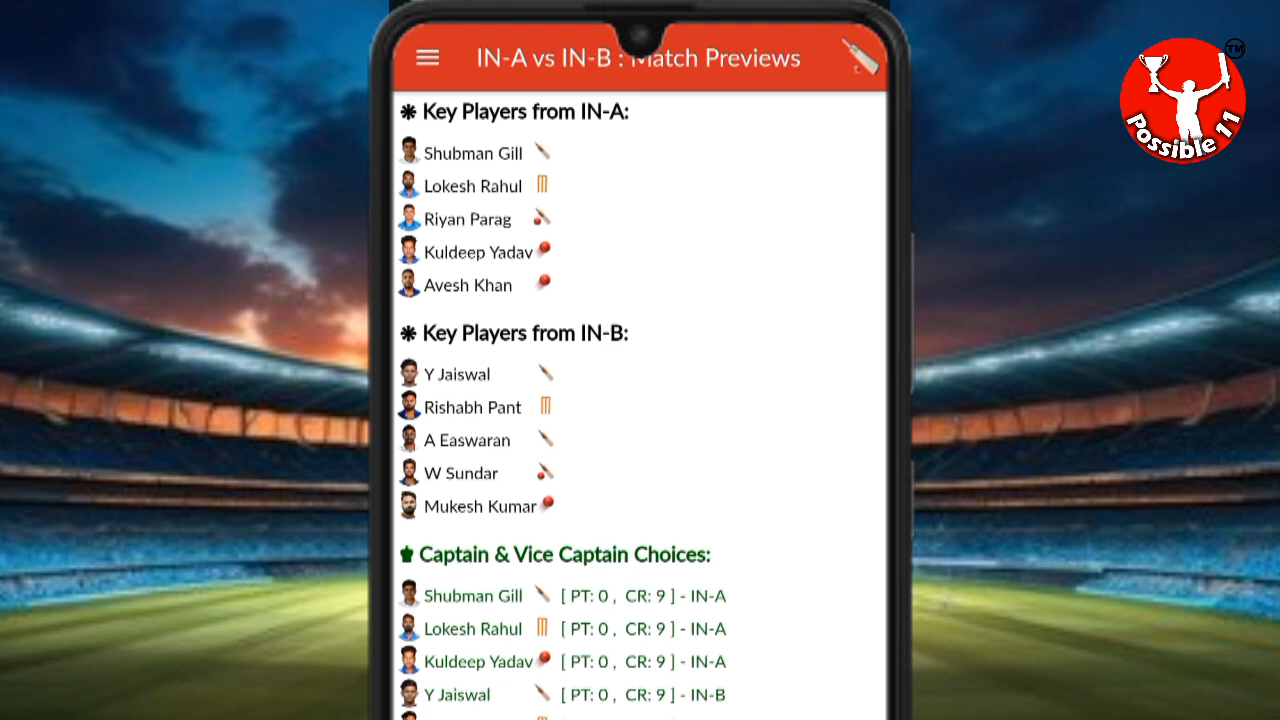 IN-A vs IN-B : Match Previews
TM
Possible 11
❋ Key Players from IN-A:
Shubman Gill
Lokesh Rahul
Riyan Parag
Kuldeep Yadav
Avesh Khan
❋ Key Players from IN-B:
Y Jaiswal
Rishabh Pant
A Easwaran
W Sundar
Mukesh Kumar
Captain & Vice Captain Choices:
Shubman Gill [ PT: 0 , CR: 9 ] - IN-A
Lokesh Rahul [ PT: 0 , CR: 9 ] - IN-A
Kuldeep Yadav [ PT: 0 , CR: 9 ] - IN-A
Y Jaiswal [ PT: 0 , CR: 9 ] - IN-B